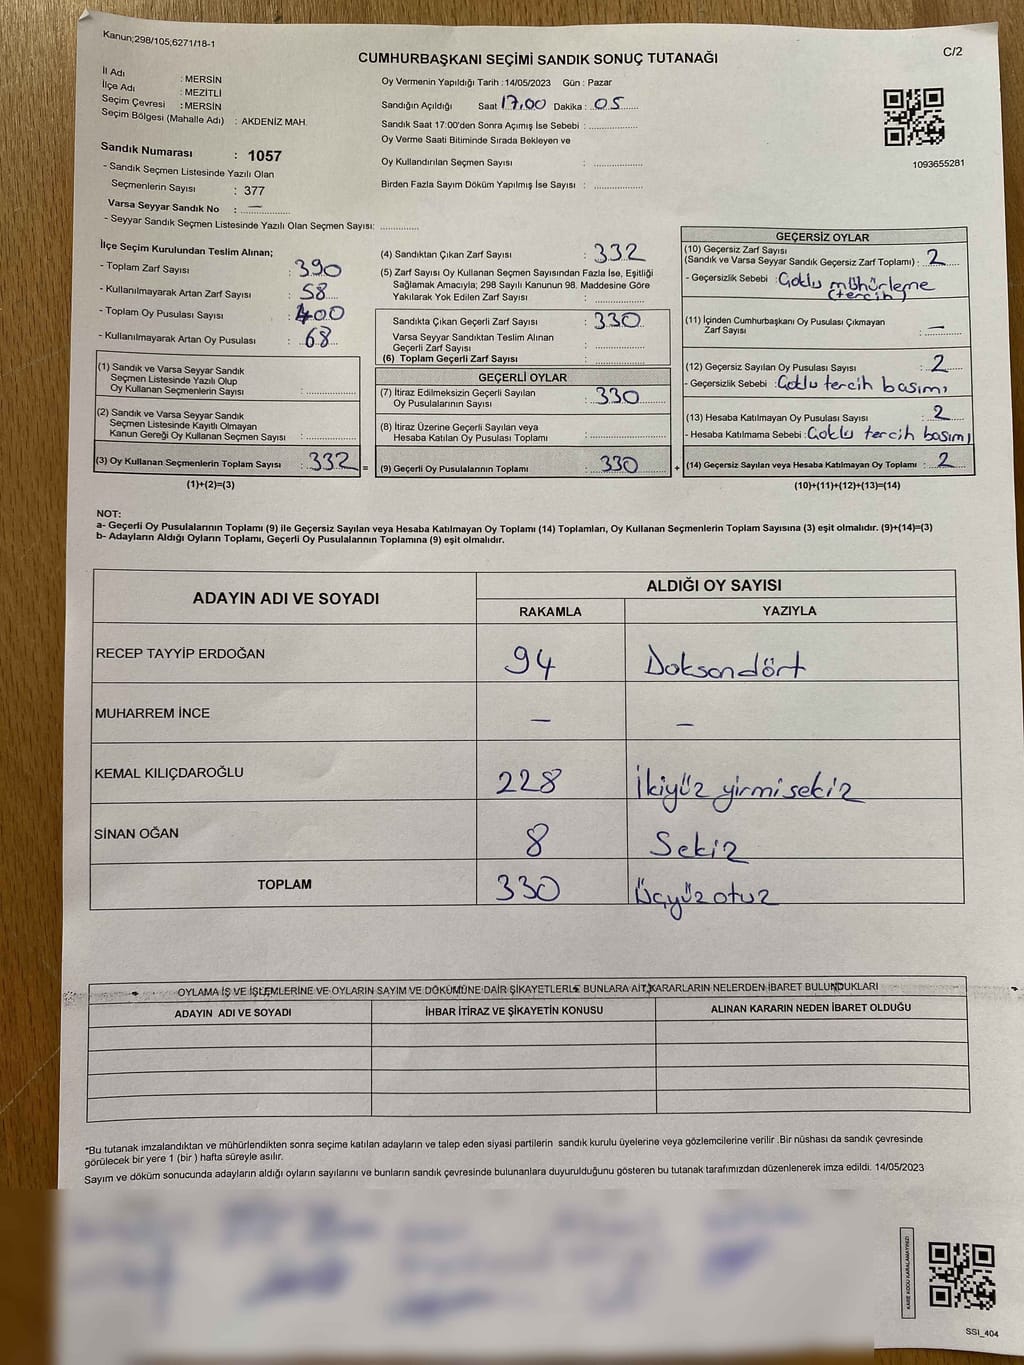 Kanun;298/105;6271/18-1
C/2
CUMHURBAŞKANI SEÇİMİ SANDIK SONUÇ TUTANAĞI
İl Adı : MERSİN
İlçe Adı : MEZİTLİ
Seçim Çevresi : MERSİN
Seçim Bölgesi (Mahalle Adı) : AKDENİZ MAH.
Sandık Numarası : 1057
- Sandık Seçmen Listesinde Yazılı Olan
Seçmenlerin Sayısı : 377
Varsa Seyyar Sandık No : —
- Seyyar Sandık Seçmen Listesinde Yazılı Olan Seçmen Sayısı: ..............
Oy Vermenin Yapıldığı Tarih : 14/05/2023 Gün : Pazar
Sandığın Açıldığı Saat 17.00 Dakika : 05
Sandık Saat 17:00'den Sonra Açımış İse Sebebi : ..................
Oy Verme Saati Bitiminde Sırada Bekleyen ve
Oy Kullandırılan Seçmen Sayısı : ..................
Birden Fazla Sayım Döküm Yapılmış İse Sayısı : ..................
1093655281
İlçe Seçim Kurulundan Teslim Alınan;
- Toplam Zarf Sayısı : 390
- Kullanılmayarak Artan Zarf Sayısı : 58
- Toplam Oy Pusulası Sayısı : 400
- Kullanılmayarak Artan Oy Pusulası : 68
(1) Sandık ve Varsa Seyyar Sandık
Seçmen Listesinde Yazılı Olup
Oy Kullanan Seçmenlerin Sayısı : ..................
(2) Sandık ve Varsa Seyyar Sandık
Seçmen Listesinde Kayıtlı Olmayan
Kanun Gereği Oy Kullanan Seçmen Sayısı : ..................
(3) Oy Kullanan Seçmenlerin Toplam Sayısı : 332 =
(1)+(2)=(3)
(4) Sandıktan Çıkan Zarf Sayısı : 332
(5) Zarf Sayısı Oy Kullanan Seçmen Sayısından Fazla İse, Eşitliği
Sağlamak Amacıyla; 298 Sayılı Kanunun 98. Maddesine Göre
Yakılarak Yok Edilen Zarf Sayısı : ..................
Sandıkta Çıkan Geçerli Zarf Sayısı : 330
Varsa Seyyar Sandıktan Teslim Alınan
Geçerli Zarf Sayısı : ..................
(6) Toplam Geçerli Zarf Sayısı : ..................
GEÇERLİ OYLAR
(7) İtiraz Edilmeksizin Geçerli Sayılan
Oy Pusulalarının Sayısı : 330
(8) İtiraz Üzerine Geçerli Sayılan veya
Hesaba Katılan Oy Pusulası Toplamı : ..................
(9) Geçerli Oy Pusulalarının Toplamı : 330 +
GEÇERSİZ OYLAR
(10) Geçersiz Zarf Sayısı
(Sandık ve Varsa Seyyar Sandık Geçersiz Zarf Toplamı) : 2
- Geçersizlik Sebebi : Çoklu mühürleme
(tercih)
(11) İçinden Cumhurbaşkanı Oy Pusulası Çıkmayan
Zarf Sayısı : —
(12) Geçersiz Sayılan Oy Pusulası Sayısı : 2
- Geçersizlik Sebebi : Çoklu tercih basımı
(13) Hesaba Katılmayan Oy Pusulası Sayısı : 2
- Hesaba Katılmama Sebebi : Çoklu tercih basımı
(14) Geçersiz Sayılan veya Hesaba Katılmayan Oy Toplamı : 2
(10)+(11)+(12)+(13)=(14)
NOT:
a- Geçerli Oy Pusulalarının Toplamı (9) ile Geçersiz Sayılan veya Hesaba Katılmayan Oy Toplamı (14) Toplamları, Oy Kullanan Seçmenlerin Toplam Sayısına (3) eşit olmalıdır. (9)+(14)=(3)
b- Adayların Aldığı Oyların Toplamı, Geçerli Oy Pusulalarının Toplamına (9) eşit olmalıdır.
ADAYIN ADI VE SOYADI
ALDIĞI OY SAYISI
RAKAMLA YAZIYLA
RECEP TAYYİP ERDOĞAN 94 Doksandört
MUHARREM İNCE — —
KEMAL KILIÇDAROĞLU 228 İkiyüz yirmisekiz
SİNAN OĞAN 8 Sekiz
TOPLAM 330 Üçyüzotuz
OYLAMA İŞ VE İŞLEMLERİNE VE OYLARIN SAYIM VE DÖKÜMÜNE DAİR ŞİKAYETLERLE BUNLARA AİT KARARLARIN NELERDEN İBARET BULUNDUKLARI
ADAYIN ADI VE SOYADI İHBAR İTİRAZ VE ŞİKAYETİN KONUSU ALINAN KARARIN NEDEN İBARET OLDUĞU
*Bu tutanak imzalandıktan ve mühürlendikten sonra seçime katılan adayların ve talep eden siyasi partilerin sandık kurulu üyelerine veya gözlemcilerine verilir .Bir nüshası da sandık çevresinde
görülecek bir yere 1 (bir ) hafta süreyle asılır.
Sayım ve döküm sonucunda adayların aldığı oyların sayılarını ve bunların sandık çevresinde bulunanlara duyurulduğunu gösteren bu tutanak tarafımızdan düzenlenerek imza edildi. 14/05/2023
KARE KODU KARALAMAYINIZ!
SSI_404